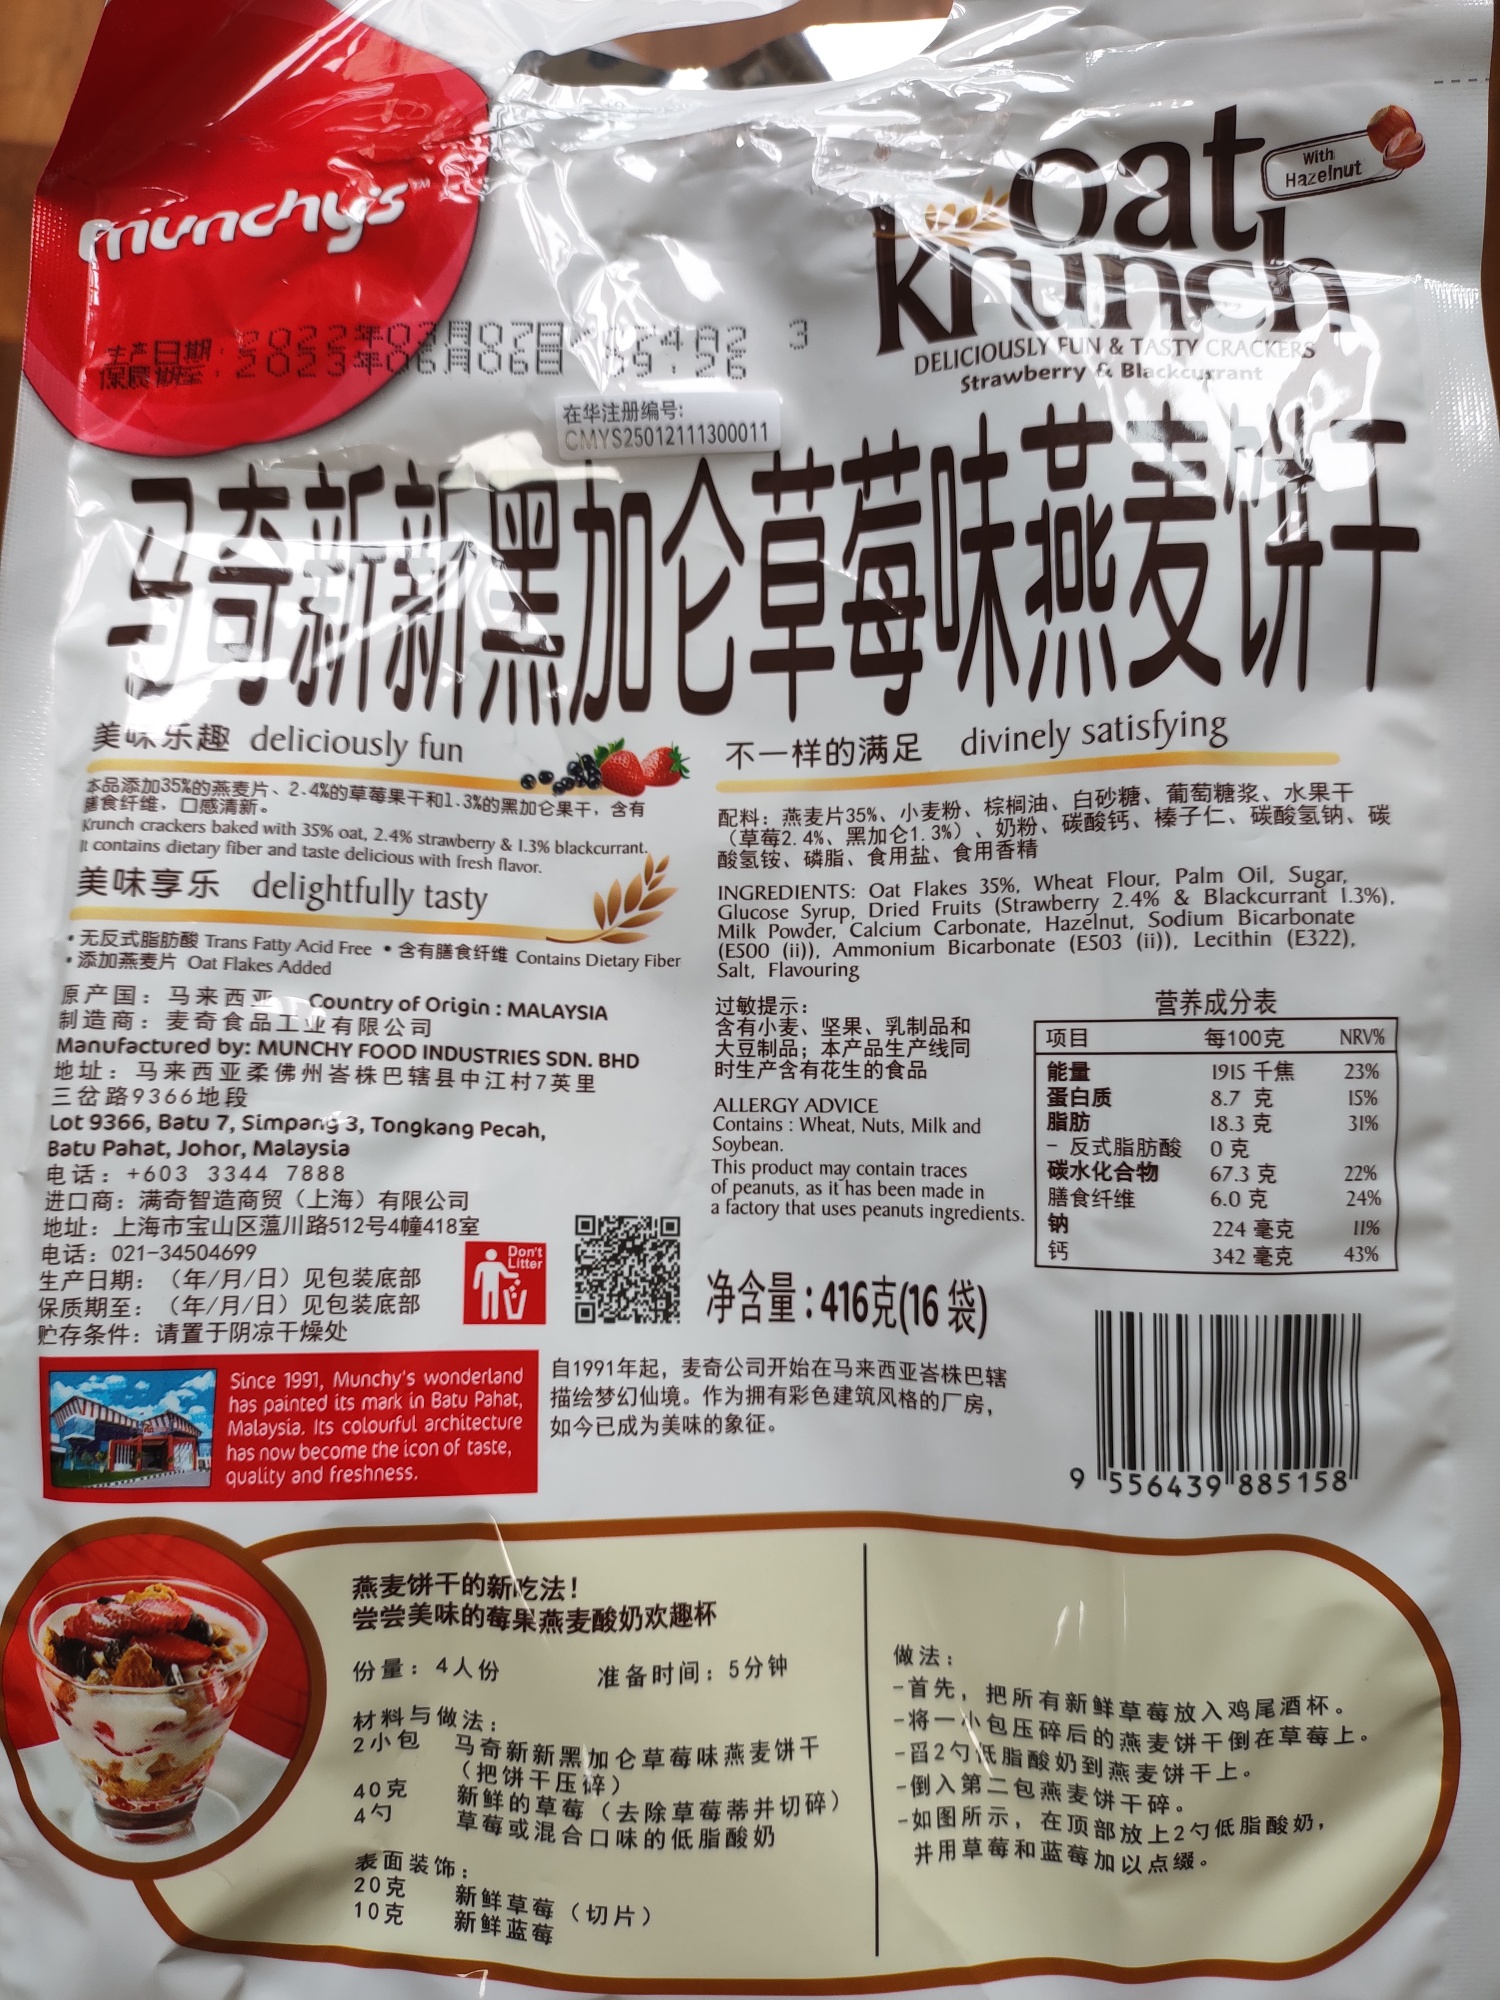 munchy's™
With
Hazelnut
oat
krunch
DELICIOUSLY FUN & TASTY CRACKERS
Strawberry & Blackcurrant
生产日期:
3
保质期至: 2023年06月06日 09:26
在华注册编号:
CMYS25012111300011
马奇新新黑加仑草莓味燕麦饼干
美味乐趣 deliciously fun
本品添加35%的燕麦片、2.4%的草莓果干和1.3%的黑加仑果干，含有
膳食纤维，口感清新。
Krunch crackers baked with 35% oat, 2.4% strawberry & 1.3% blackcurrant.
It contains dietary fiber and taste delicious with fresh flavor.
美味享乐 delightfully tasty
• 无反式脂肪酸 Trans Fatty Acid Free • 含有膳食纤维 Contains Dietary Fiber
• 添加燕麦片 Oat Flakes Added
原产国：马来西亚 Country of Origin : MALAYSIA
制造商：麦奇食品工业有限公司
Manufactured by: MUNCHY FOOD INDUSTRIES SDN. BHD
地址：马来西亚柔佛州峇株巴辖县中江村7英里
三岔路9366地段
Lot 9366, Batu 7, Simpang 3, Tongkang Pecah,
Batu Pahat, Johor, Malaysia
电话：+603 3344 7888
进口商：满奇智造商贸（上海）有限公司
地址：上海市宝山区蕰川路512号4幢418室
电话：021-34504699
生产日期：（年/月/日）见包装底部
保质期至：（年/月/日）见包装底部
贮存条件：请置于阴凉干燥处
Don't
Litter
不一样的满足 divinely satisfying
配料：燕麦片35%、小麦粉、棕榈油、白砂糖、葡萄糖浆、水果干
（草莓2.4%、黑加仑1.3%）、奶粉、碳酸钙、榛子仁、碳酸氢钠、碳
酸氢铵、磷脂、食用盐、食用香精
INGREDIENTS: Oat Flakes 35%, Wheat Flour, Palm Oil, Sugar,
Glucose Syrup, Dried Fruits (Strawberry 2.4% & Blackcurrant 1.3%),
Milk Powder, Calcium Carbonate, Hazelnut, Sodium Bicarbonate
(E500 (ii)), Ammonium Bicarbonate (E503 (ii)), Lecithin (E322),
Salt, Flavouring
过敏提示：
含有小麦、坚果、乳制品和
大豆制品；本产品生产线同
时生产含有花生的食品
ALLERGY ADVICE
Contains : Wheat, Nuts, Milk and
Soybean.
This product may contain traces
of peanuts, as it has been made in
a factory that uses peanuts ingredients.
营养成分表
项目 每100克 NRV%
能量 1915 千焦 23%
蛋白质 8.7 克 15%
脂肪 18.3 克 31%
- 反式脂肪酸 0 克
碳水化合物 67.3 克 22%
膳食纤维 6.0 克 24%
钠 224 毫克 11%
钙 342 毫克 43%
净含量：416克(16 袋)
Since 1991, Munchy's wonderland
has painted its mark in Batu Pahat,
Malaysia. Its colourful architecture
has now become the icon of taste,
quality and freshness.
自1991年起，麦奇公司开始在马来西亚峇株巴辖
描绘梦幻仙境。作为拥有彩色建筑风格的厂房，
如今已成为美味的象征。
9 556439 885158
燕麦饼干的新吃法！
尝尝美味的莓果燕麦酸奶欢趣杯
份量：4人份 准备时间：5分钟
材料与做法：
2小包 马奇新新黑加仑草莓味燕麦饼干
（把饼干压碎）
40克 新鲜的草莓（去除草莓蒂并切碎）
4勺 草莓或混合口味的低脂酸奶
表面装饰：
20克 新鲜草莓（切片）
10克 新鲜蓝莓
做法：
-首先，把所有新鲜草莓放入鸡尾酒杯。
-将一小包压碎后的燕麦饼干倒在草莓上。
-舀2勺低脂酸奶到燕麦饼干上。
-倒入第二包燕麦饼干碎。
-如图所示，在顶部放上2勺低脂酸奶，
并用草莓和蓝莓加以点缀。